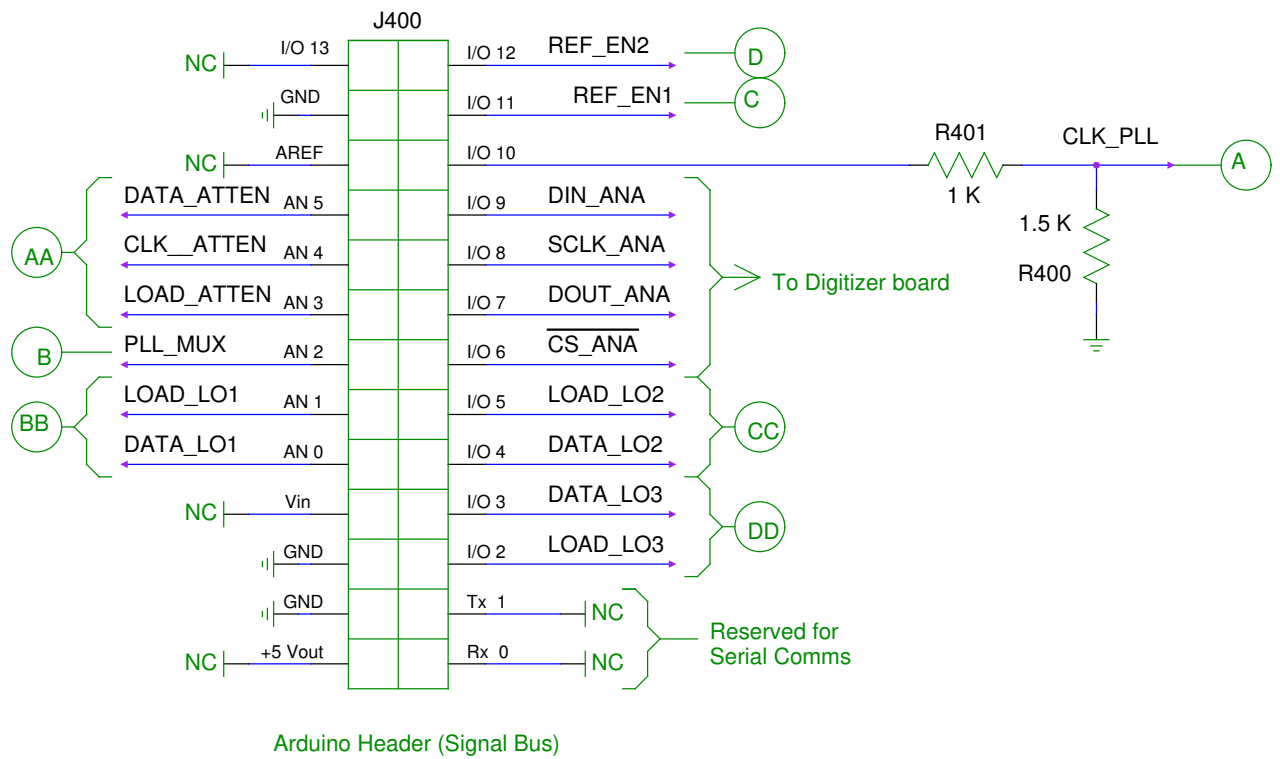 J400
NC I/O 13 I/O 12 REF_EN2 D
GND I/O 11 REF_EN1 C
NC AREF I/O 10 R401 1 K CLK_PLL A
1.5 K
R400
DATA_ATTEN AN 5 I/O 9 DIN_ANA
AA CLK__ATTEN AN 4 I/O 8 SCLK_ANA
To Digitizer board
LOAD_ATTEN AN 3 I/O 7 DOUT_ANA
B PLL_MUX AN 2 I/O 6 CS_ANA
LOAD_LO1 AN 1 I/O 5 LOAD_LO2
BB CC
DATA_LO1 AN 0 I/O 4 DATA_LO2
NC Vin I/O 3 DATA_LO3
DD
GND I/O 2 LOAD_LO3
GND Tx 1 NC
Reserved for
Serial Comms
NC +5 Vout Rx 0 NC
Arduino Header (Signal Bus)